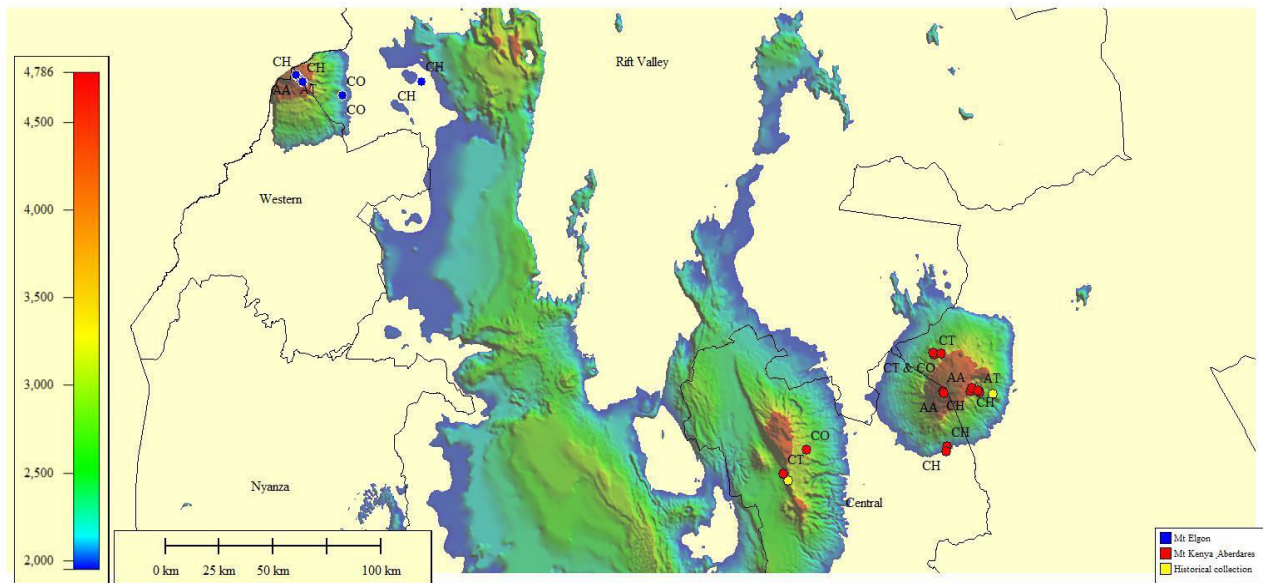 4,786
4,500
4,000
3,500
3,000
2,500
2,000
CH
CH
AA
AT
CO
CO
CH
CH
Rift Valley
Western
Nyanza
Central
CT
CT & CO
AA
AT
AA
CH
CH
CH
CH
CO
CT
0 km 25 km 50 km 100 km
Mt Elgon
Mt Kenya ,Aberdares
Historical collection